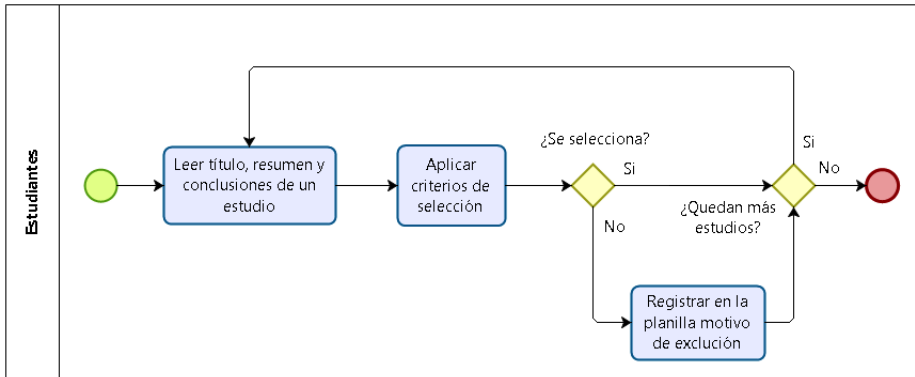 Estudiantes
Leer título, resumen y
conclusiones de un
estudio
Aplicar
criterios de
selección
¿Se selecciona?
Si
No
¿Quedan más
estudios?
Si
No
Registrar en la
planilla motivo
de exclución